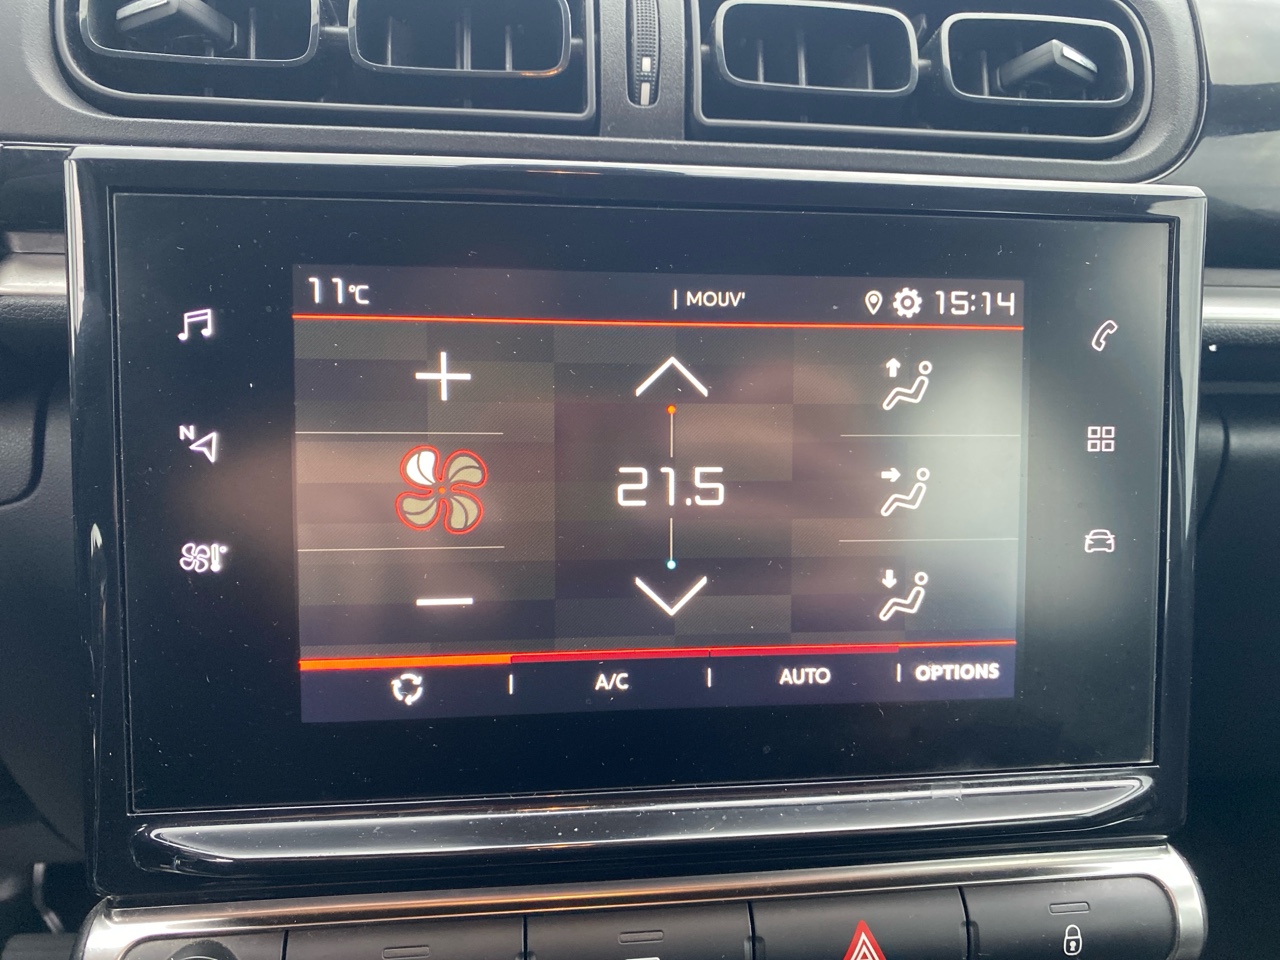 11°C
| MOUV'
15:14
N
21.5
A/C
AUTO
OPTIONS